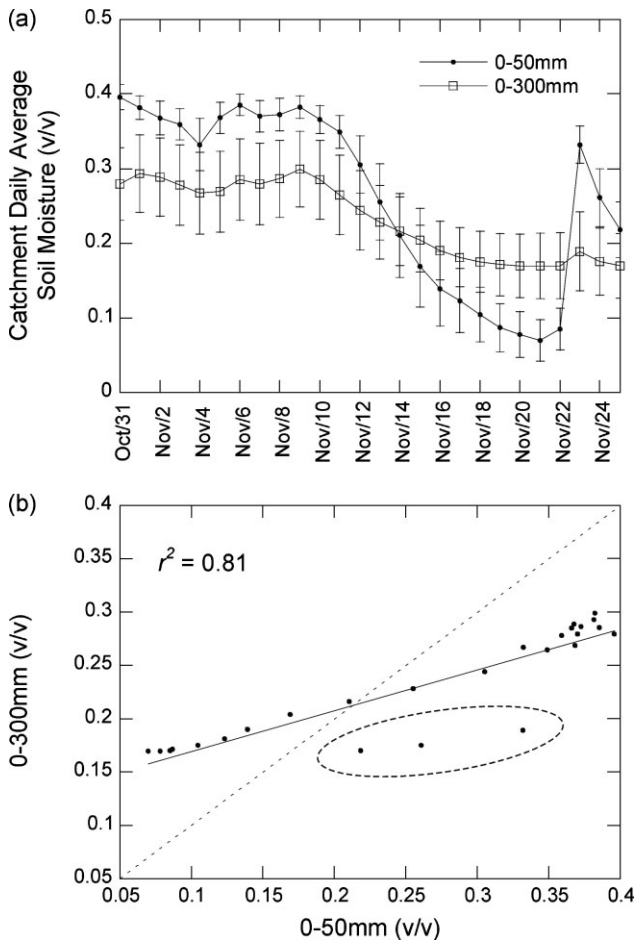 (a)
Catchment Daily Average
Soil Moisture (v/v)
0.5
0.4
0.3
0.2
0.1
0
0-50mm
0-300mm
Oct/31
Nov/2
Nov/4
Nov/6
Nov/8
Nov/10
Nov/12
Nov/14
Nov/16
Nov/18
Nov/20
Nov/22
Nov/24
(b)
0-300mm (v/v)
0.4
0.35
0.3
0.25
0.2
0.15
0.1
0.05
r² = 0.81
0.05
0.1
0.15
0.2
0.25
0.3
0.35
0.4
0-50mm (v/v)